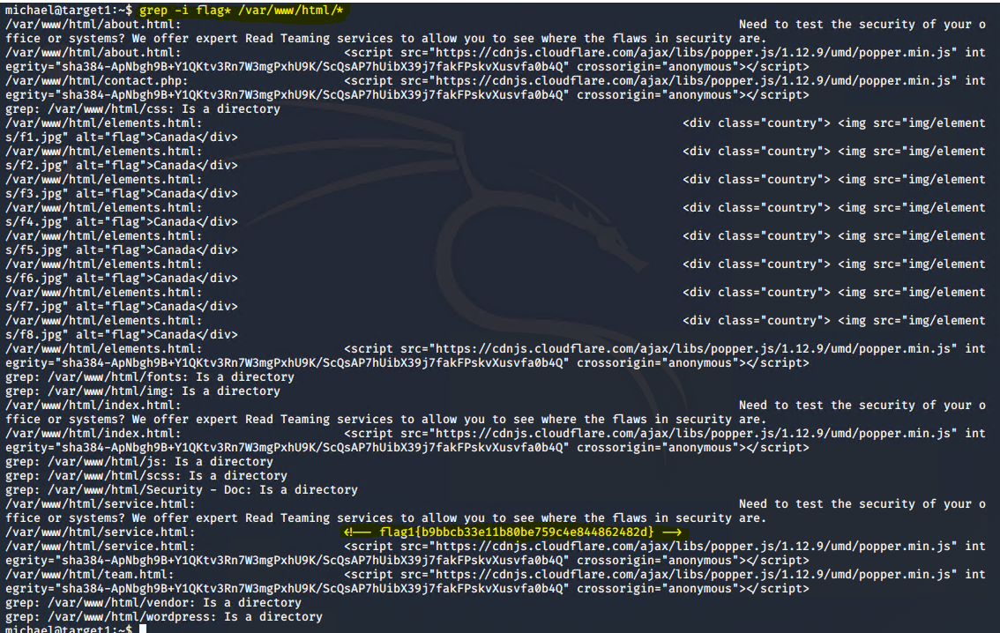 michael@target1:~$ grep -i flag* /var/www/html/*
/var/www/html/about.html: Need to test the security of your o
ffice or systems? We offer expert Read Teaming services to allow you to see where the flaws in security are.
/var/www/html/about.html: <script src="https://cdnjs.cloudflare.com/ajax/libs/popper.js/1.12.9/umd/popper.min.js" int
egrity="sha384-ApNbgh9B+Y1QKtv3Rn7W3mgPxhU9K/ScQsAP7hUibX39j7fakFPskvXusvfa0b4Q" crossorigin="anonymous"></script>
/var/www/html/contact.php: <script src="https://cdnjs.cloudflare.com/ajax/libs/popper.js/1.12.9/umd/popper.min.js" int
egrity="sha384-ApNbgh9B+Y1QKtv3Rn7W3mgPxhU9K/ScQsAP7hUibX39j7fakFPskvXusvfa0b4Q" crossorigin="anonymous"></script>
grep: /var/www/html/css: Is a directory
/var/www/html/elements.html: <div class="country"> <img src="img/element
s/f1.jpg" alt="flag">Canada</div>
/var/www/html/elements.html: <div class="country"> <img src="img/element
s/f2.jpg" alt="flag">Canada</div>
/var/www/html/elements.html: <div class="country"> <img src="img/element
s/f3.jpg" alt="flag">Canada</div>
/var/www/html/elements.html: <div class="country"> <img src="img/element
s/f4.jpg" alt="flag">Canada</div>
/var/www/html/elements.html: <div class="country"> <img src="img/element
s/f5.jpg" alt="flag">Canada</div>
/var/www/html/elements.html: <div class="country"> <img src="img/element
s/f6.jpg" alt="flag">Canada</div>
/var/www/html/elements.html: <div class="country"> <img src="img/element
s/f7.jpg" alt="flag">Canada</div>
/var/www/html/elements.html: <div class="country"> <img src="img/element
s/f8.jpg" alt="flag">Canada</div>
/var/www/html/elements.html: <script src="https://cdnjs.cloudflare.com/ajax/libs/popper.js/1.12.9/umd/popper.min.js" int
egrity="sha384-ApNbgh9B+Y1QKtv3Rn7W3mgPxhU9K/ScQsAP7hUibX39j7fakFPskvXusvfa0b4Q" crossorigin="anonymous"></script>
grep: /var/www/html/fonts: Is a directory
grep: /var/www/html/img: Is a directory
/var/www/html/index.html: Need to test the security of your o
ffice or systems? We offer expert Read Teaming services to allow you to see where the flaws in security are.
/var/www/html/index.html: <script src="https://cdnjs.cloudflare.com/ajax/libs/popper.js/1.12.9/umd/popper.min.js" int
egrity="sha384-ApNbgh9B+Y1QKtv3Rn7W3mgPxhU9K/ScQsAP7hUibX39j7fakFPskvXusvfa0b4Q" crossorigin="anonymous"></script>
grep: /var/www/html/js: Is a directory
grep: /var/www/html/scss: Is a directory
grep: /var/www/html/Security - Doc: Is a directory
/var/www/html/service.html: Need to test the security of your o
ffice or systems? We offer expert Read Teaming services to allow you to see where the flaws in security are.
/var/www/html/service.html: <!-- flag1{b9bbcb33e11b80be759c4e844862482d} -->
/var/www/html/service.html: <script src="https://cdnjs.cloudflare.com/ajax/libs/popper.js/1.12.9/umd/popper.min.js" int
egrity="sha384-ApNbgh9B+Y1QKtv3Rn7W3mgPxhU9K/ScQsAP7hUibX39j7fakFPskvXusvfa0b4Q" crossorigin="anonymous"></script>
/var/www/html/team.html: <script src="https://cdnjs.cloudflare.com/ajax/libs/popper.js/1.12.9/umd/popper.min.js" int
egrity="sha384-ApNbgh9B+Y1QKtv3Rn7W3mgPxhU9K/ScQsAP7hUibX39j7fakFPskvXusvfa0b4Q" crossorigin="anonymous"></script>
grep: /var/www/html/vendor: Is a directory
grep: /var/www/html/wordpress: Is a directory
michael@target1:~$